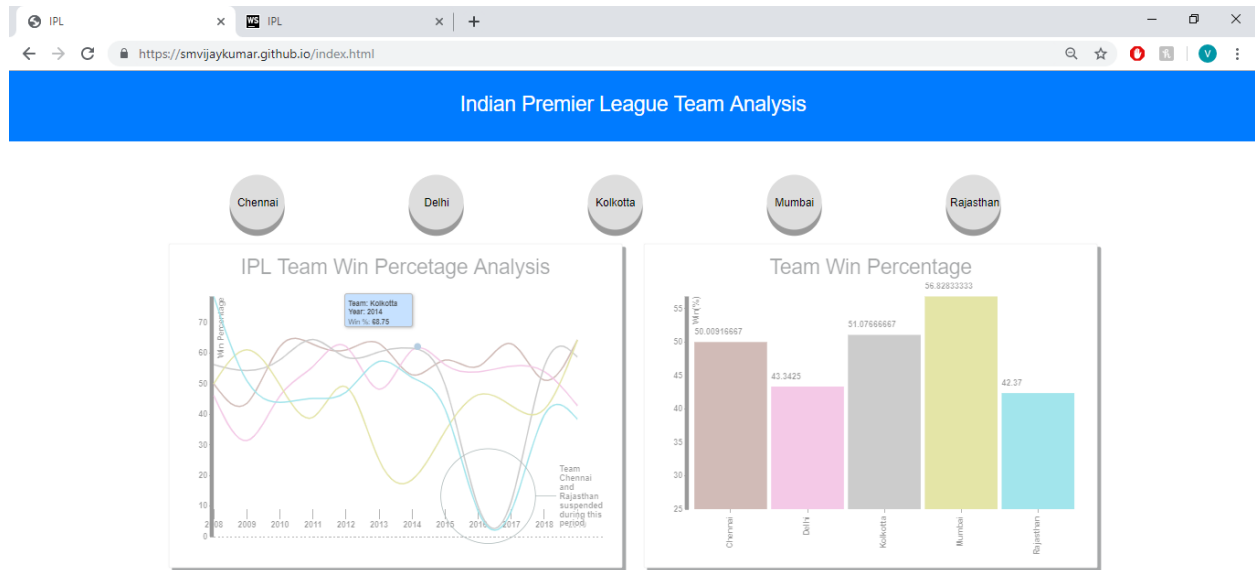 IPL
WS IPL
https://smvijaykumar.github.io/index.html
V
Indian Premier League Team Analysis
Chennai
Delhi
Kolkotta
Mumbai
Rajasthan
IPL Team Win Percetage Analysis
Win Percentage
70
60
50
40
30
20
10
0
Team: Kolkotta
Year: 2014
Win %: 68.75
Team
Chennai
and
Rajasthan
suspended
during this
period
2008 2009 2010 2011 2012 2013 2014 2015 2016 2017 2018
Team Win Percentage
Win(%)
55
50
45
40
35
30
25
50.00916667
43.3425
51.07666667
56.82833333
42.37
Chennai
Delhi
Kolkotta
Mumbai
Rajasthan